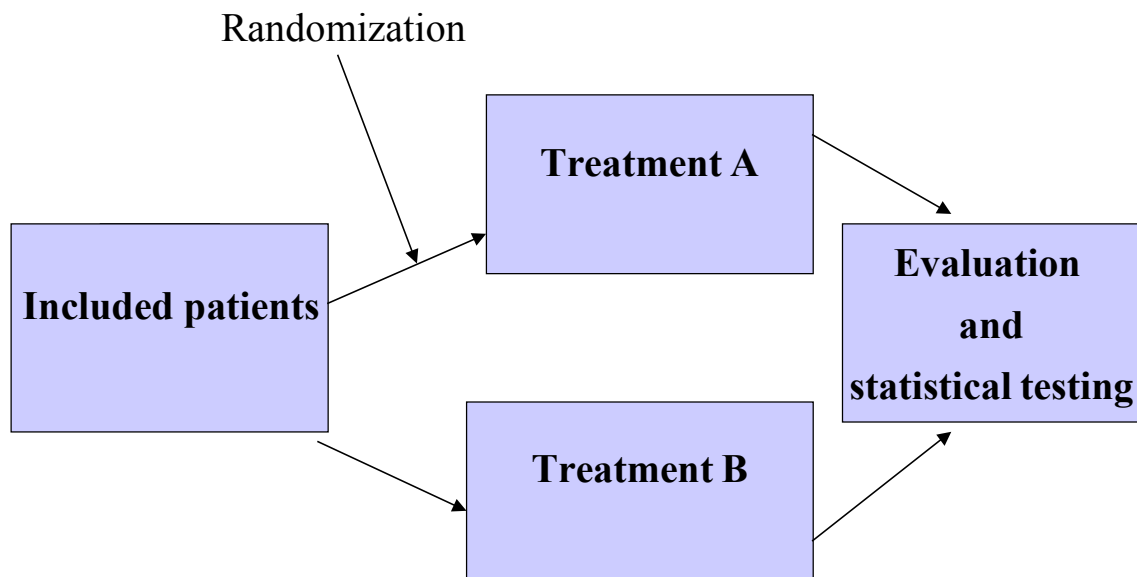 Randomization
Treatment A
Included patients
Evaluation
and
statistical testing
Treatment B